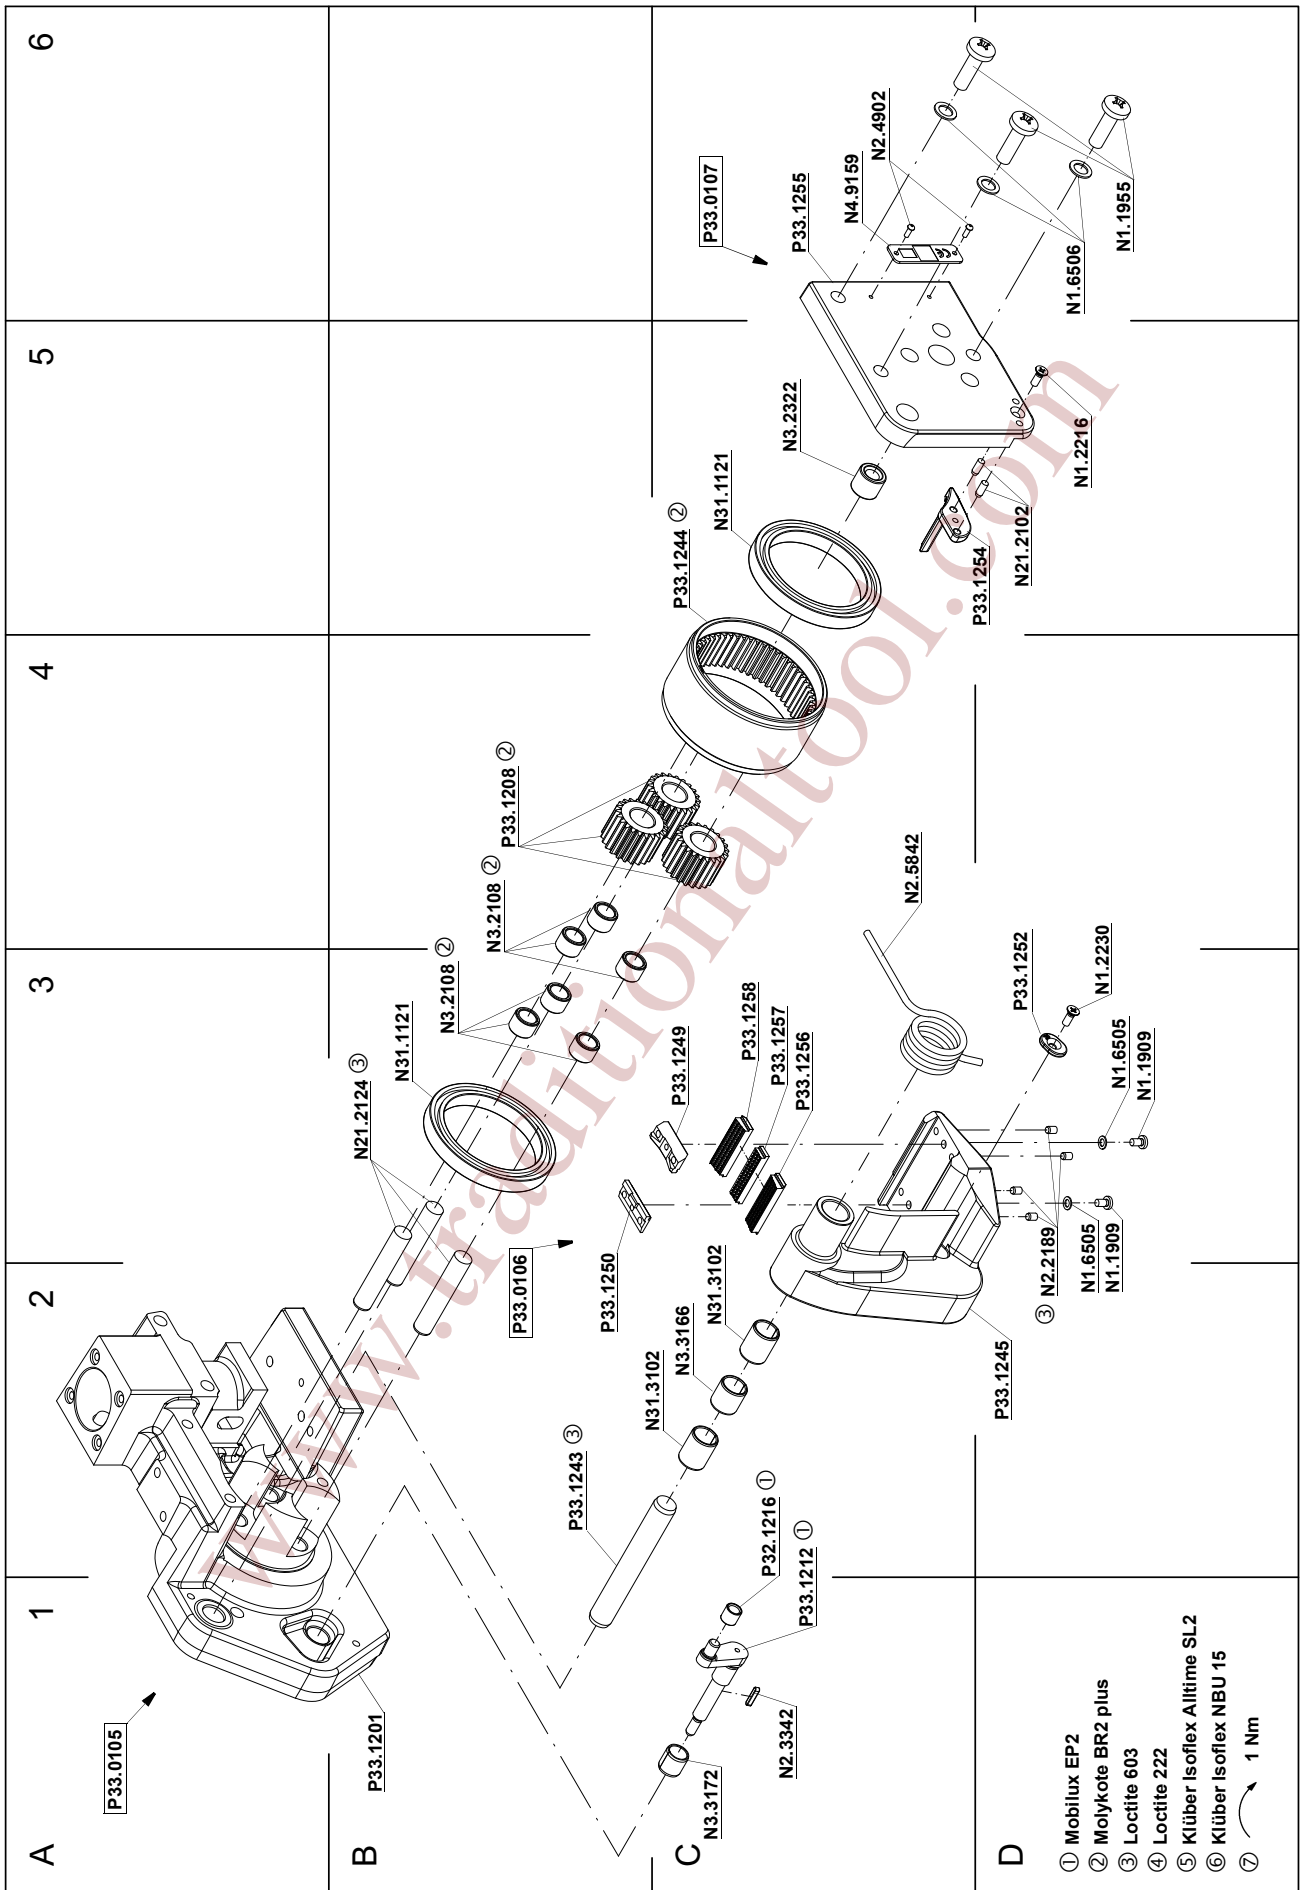 A
B
C
D
1
2
3
4
5
6
P33.0105
P33.1201
N21.2124 ③
N31.1121
N3.2108 ②
N3.2108 ②
P33.1208 ②
P33.1244 ②
N31.1121
N3.2322
P33.0107
P33.1255
N4.9159
N2.4902
N1.6506
N1.1955
N1.2216
N21.2102
P33.1254
P33.0106
P33.1250
P33.1249
P33.1258
P33.1257
P33.1256
N2.5842
P33.1252
N1.2230
N1.6505
N1.1909
N1.6505
N1.1909
③ N2.2189
P33.1245
N31.3102
N3.3166
N31.3102
P33.1243 ③
P32.1216 ①
P33.1212 ①
N2.3342
N3.3172
① Mobilux EP2
② Molykote BR2 plus
③ Loctite 603
④ Loctite 222
⑤ Klüber Isoflex Alltime SL2
⑥ Klüber Isoflex NBU 15
⑦ 1 Nm
www.traditionaltool.com